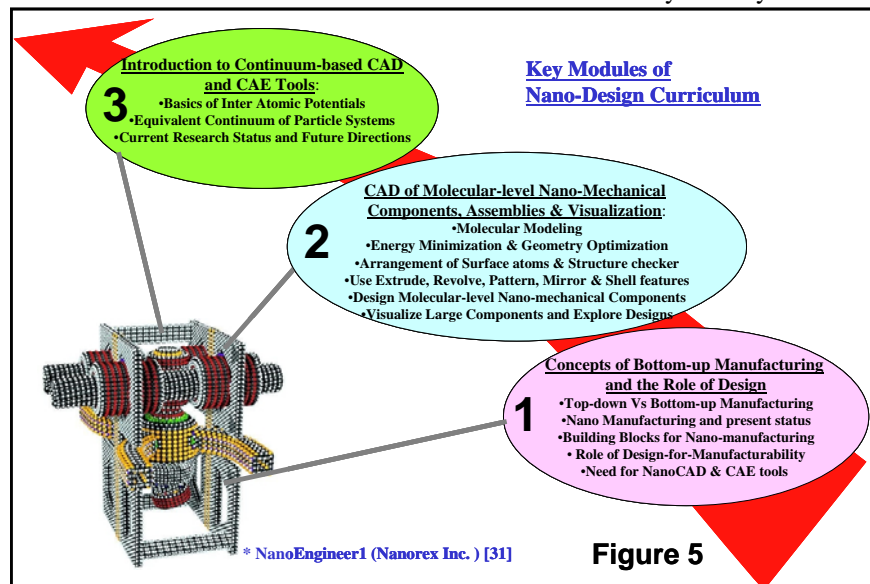 Introduction to Continuum-based CAD
and CAE Tools:
•Basics of Inter Atomic Potentials
•Equivalent Continuum of Particle Systems
•Current Research Status and Future Directions
3
Key Modules of
Nano-Design Curriculum
CAD of Molecular-level Nano-Mechanical
Components, Assemblies & Visualization:
•Molecular Modeling
•Energy Minimization & Geometry Optimization
•Arrangement of Surface atoms & Structure checker
•Use Extrude, Revolve, Pattern, Mirror & Shell features
•Design Molecular-level Nano-mechanical Components
•Visualize Large Components and Explore Designs
2
Concepts of Bottom-up Manufacturing
and the Role of Design
•Top-down Vs Bottom-up Manufacturing
•Nano Manufacturing and present status
•Building Blocks for Nano-manufacturing
• Role of Design-for-Manufacturability
•Need for NanoCAD & CAE tools
1
* NanoEngineer1 (Nanorex Inc. ) [31]
Figure 5